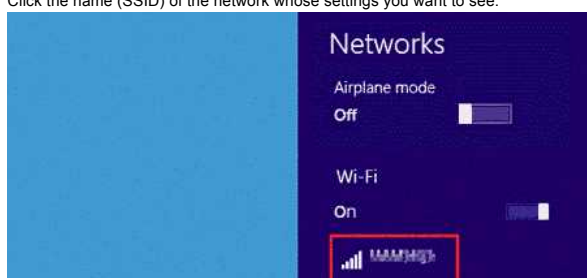 Click the name (SSID) of the network whose settings you want to see.
Networks
Airplane mode
Off
Wi-Fi
On